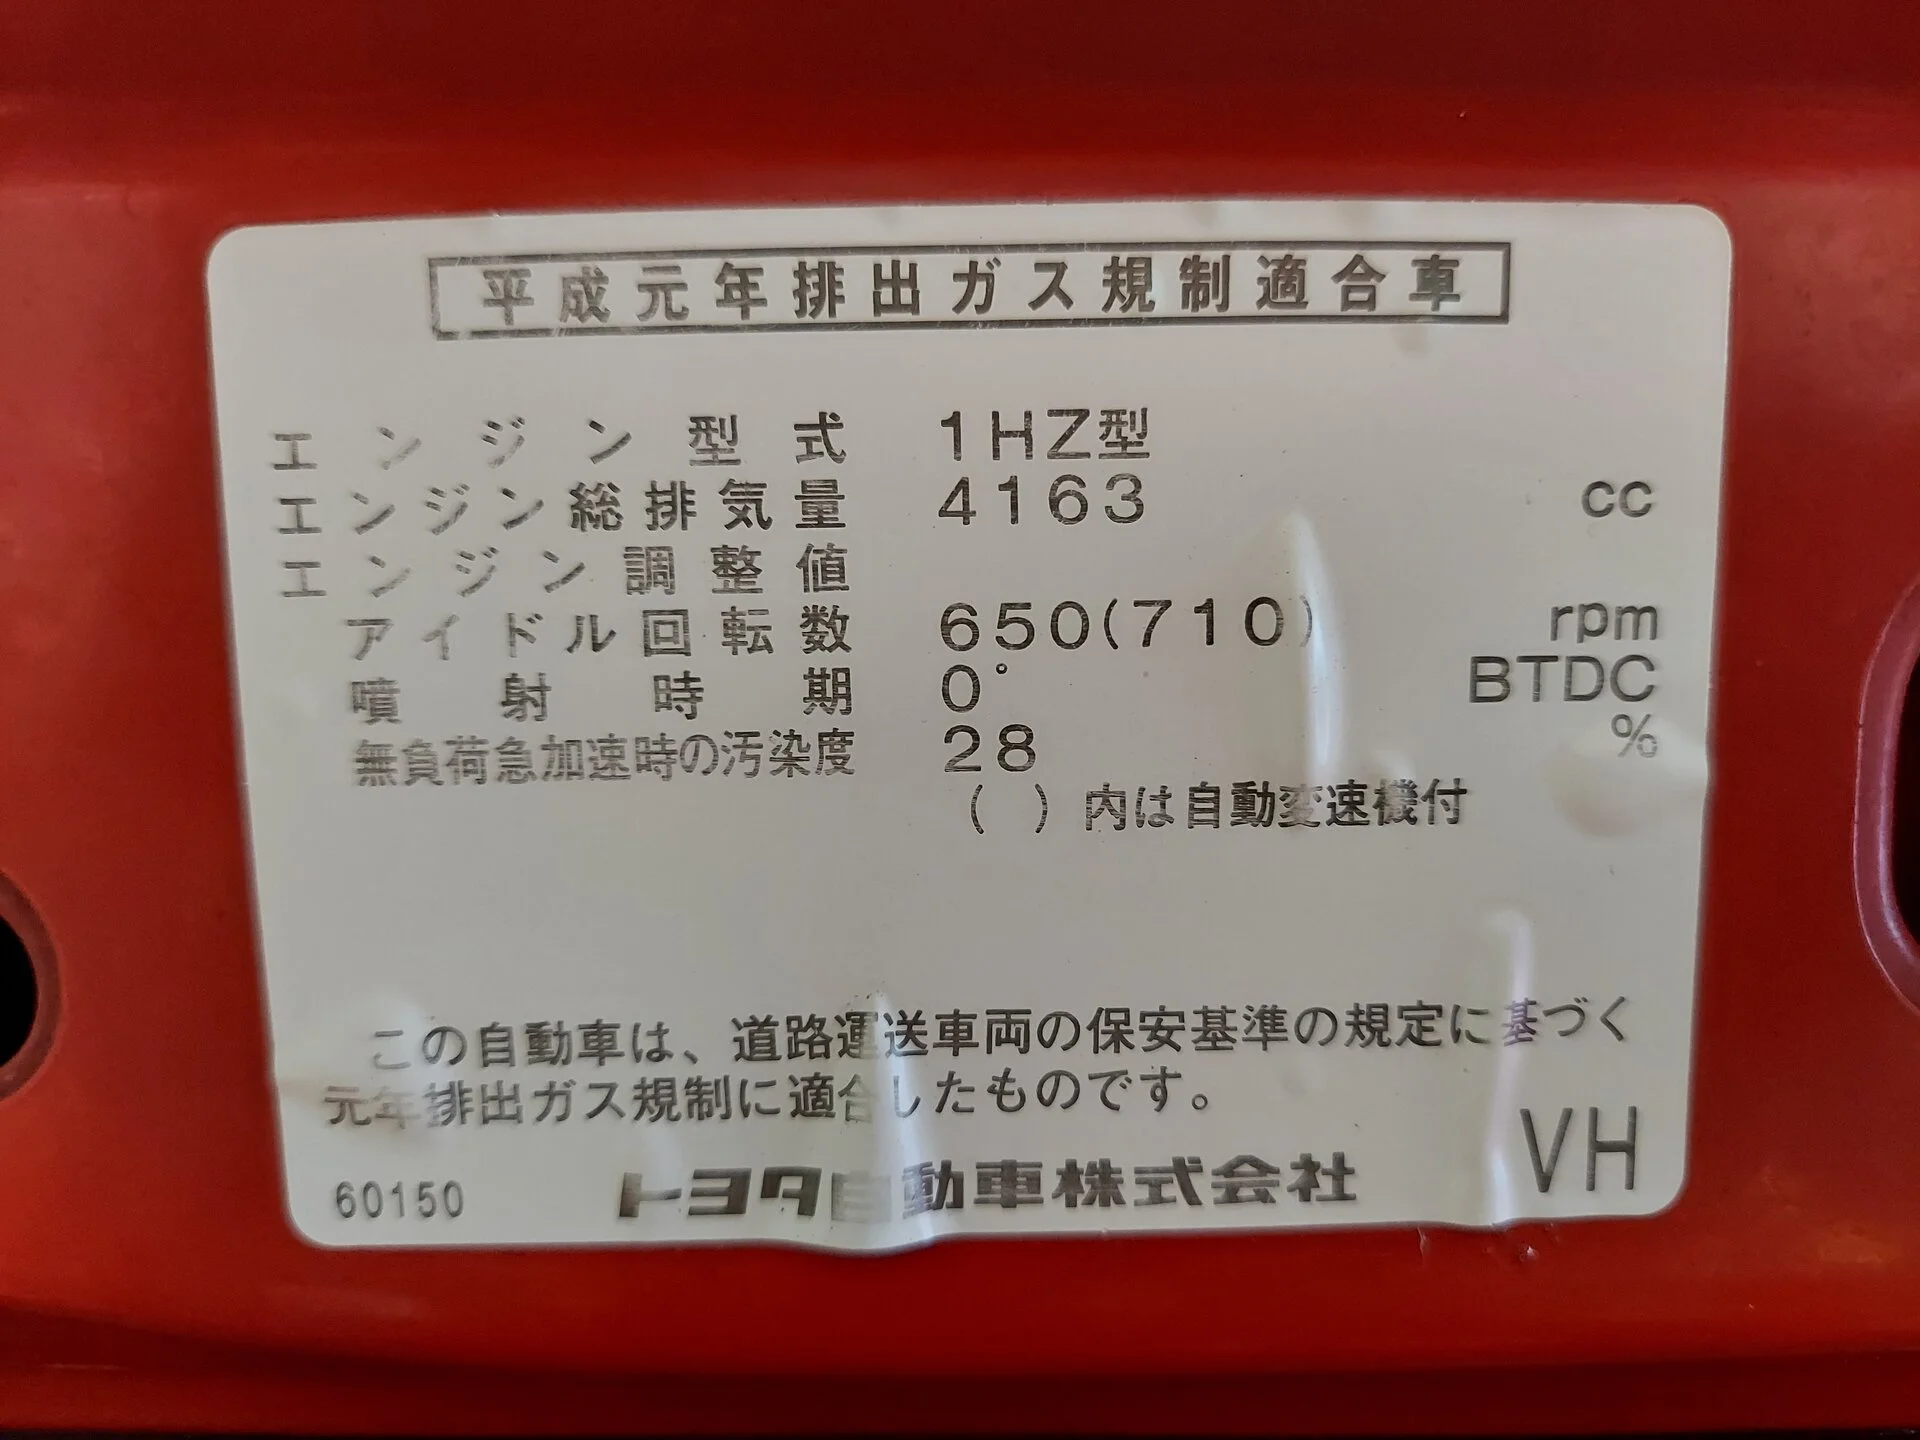 平成元年排出ガス規制適合車
エンジン型式 1HZ型
エンジン総排気量 4163 cc
エンジン調整値
アイドル回転数 650(710) rpm
噴射時期 0° BTDC
無負荷急加速時の汚染度 28 %
( )内は自動変速機付
この自動車は、道路運送車両の保安基準の規定に基づく
元年排出ガス規制に適合したものです。
60150 トヨタ自動車株式会社 VH